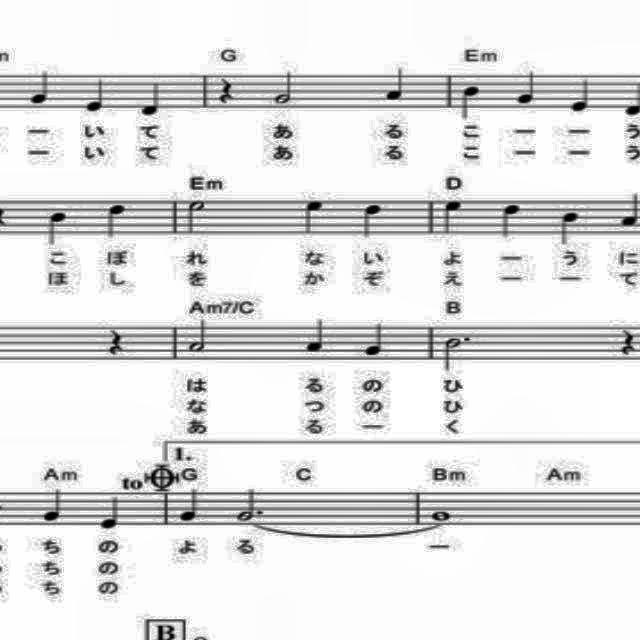 G Em
ー い て あ る こ ー ー う
ー い て あ る こ ー ー う
Em D
こ ぼ れ な い よ ー う に
ほ し を か ぞ え ー ー て
Am7/C B
は る の ひ
な つ の ひ
あ る ー く
1.
Am to G C Bm Am
ち の よ る ー
ち の
ち の
B